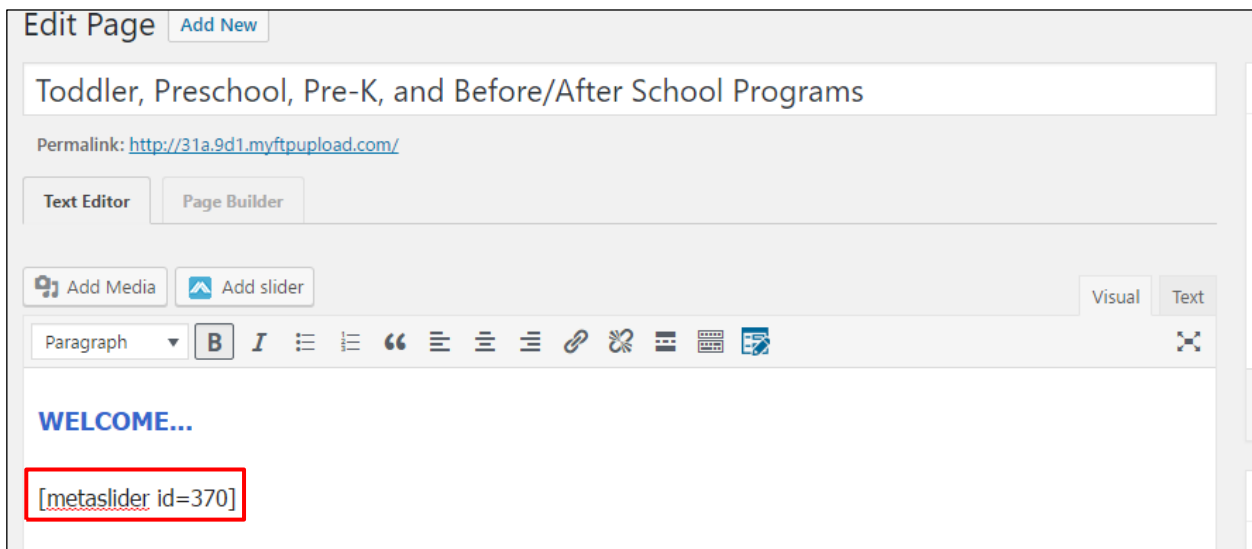 Edit Page Add New
Toddler, Preschool, Pre-K, and Before/After School Programs
Permalink: http://31a.9d1.myftpupload.com/
Text Editor Page Builder
Add Media Add slider
Visual Text
Paragraph B I
WELCOME...
[metaslider id=370]